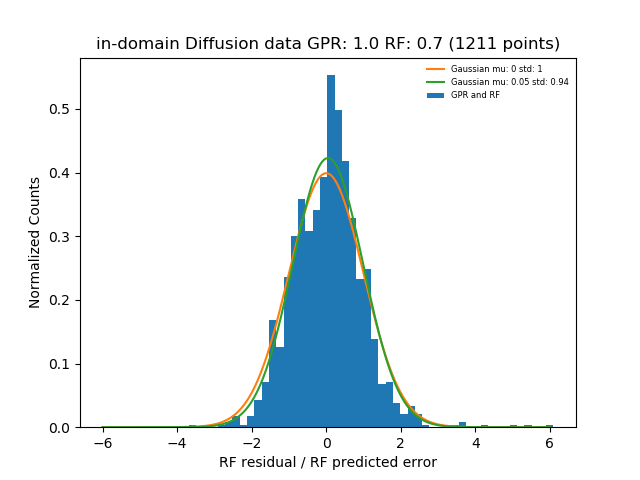 in-domain Diffusion data GPR: 1.0 RF: 0.7 (1211 points)
Gaussian mu: 0 std: 1
Gaussian mu: 0.05 std: 0.94
GPR and RF
Normalized Counts
0.5
0.4
0.3
0.2
0.1
0.0
−6 −4 −2 0 2 4 6
RF residual / RF predicted error